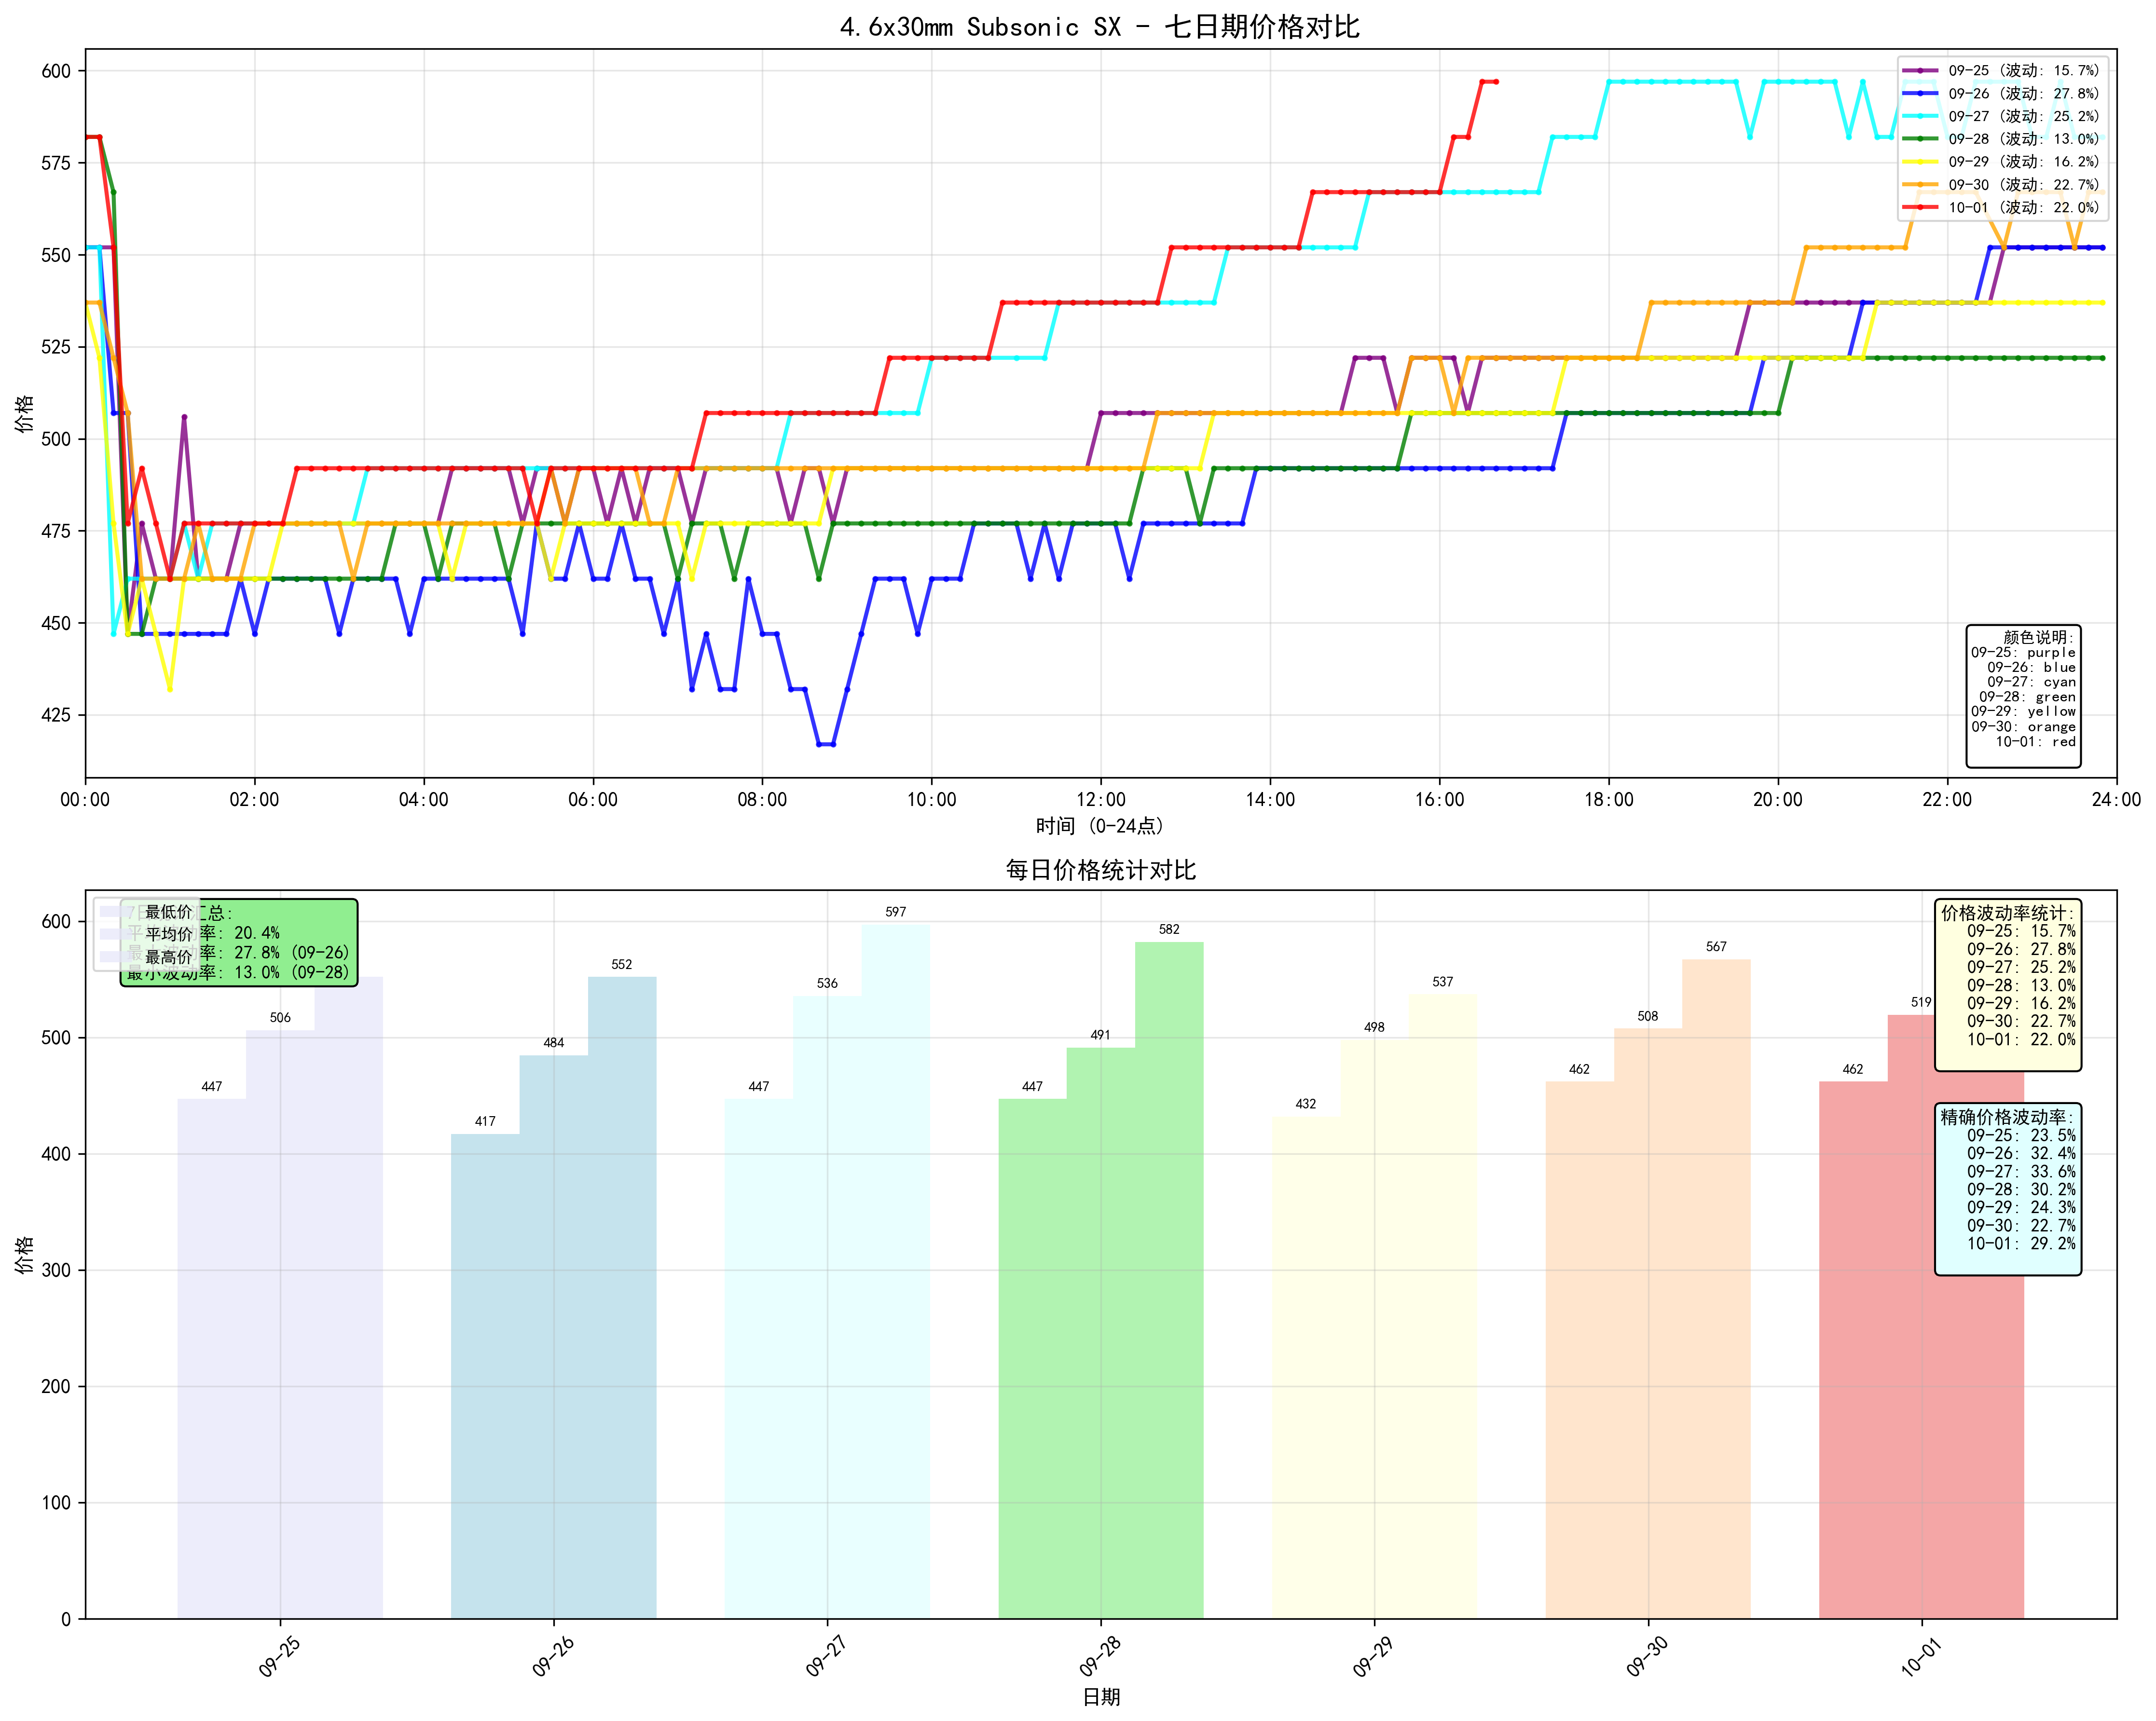 4.6x30mm Subsonic SX - 七日期价格对比
600
575
550
525
500
475
450
425
价格
09-25 (波动: 15.7%)
09-26 (波动: 27.8%)
09-27 (波动: 25.2%)
09-28 (波动: 13.0%)
09-29 (波动: 16.2%)
09-30 (波动: 22.7%)
10-01 (波动: 22.0%)
颜色说明:
09-25: purple
09-26: blue
09-27: cyan
09-28: green
09-29: yellow
09-30: orange
10-01: red
00:00 02:00 04:00 06:00 08:00 10:00 12:00 14:00 16:00 18:00 20:00 22:00 24:00
时间 (0-24点)
每日价格统计对比
600
500
400
300
200
100
0
价格
最低价
平均价
最高价
汇总:
率: 20.4%
27.8% (09-26)
最小波动率: 13.0% (09-28)
447 506
417 484 552
447 536 597
447 491 582
432 498 537
462 508 567
462 519
价格波动率统计:
09-25: 15.7%
09-26: 27.8%
09-27: 25.2%
09-28: 13.0%
09-29: 16.2%
09-30: 22.7%
10-01: 22.0%
精确价格波动率:
09-25: 23.5%
09-26: 32.4%
09-27: 33.6%
09-28: 30.2%
09-29: 24.3%
09-30: 22.7%
10-01: 29.2%
09-25 09-26 09-27 09-28 09-29 09-30 10-01
日期